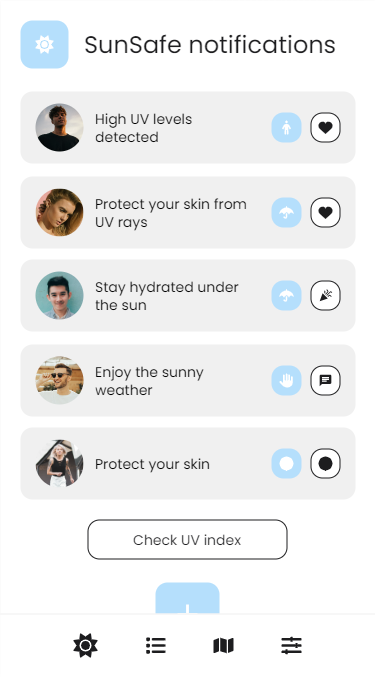 SunSafe notifications
High UV levels
detected
Protect your skin from
UV rays
Stay hydrated under
the sun
Enjoy the sunny
weather
Protect your skin
Check UV index